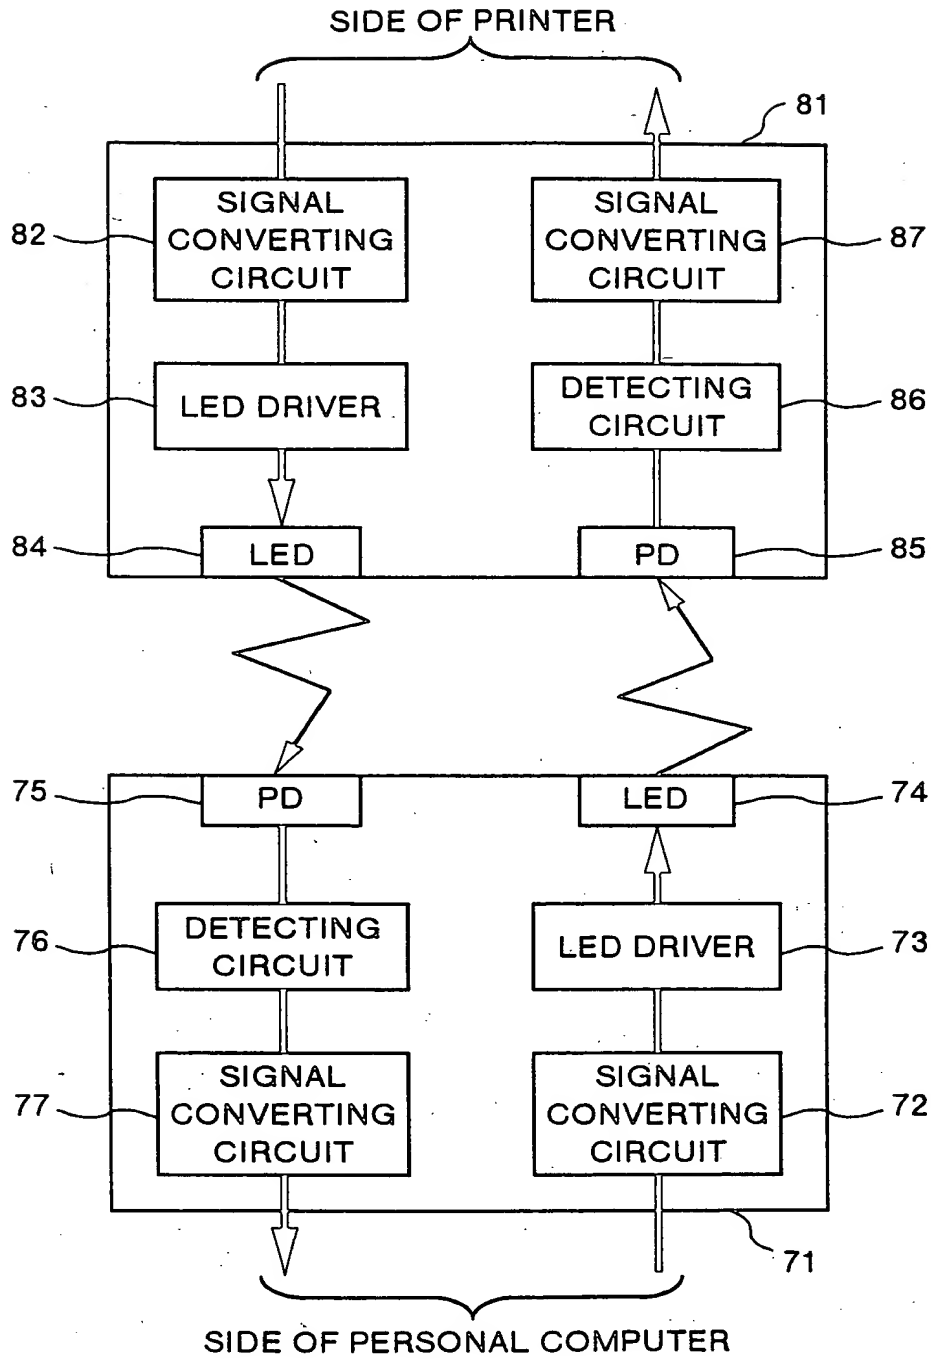 SIDE OF PRINTER
81
SIGNAL
CONVERTING
CIRCUIT
82
SIGNAL
CONVERTING
CIRCUIT
87
LED DRIVER
83
DETECTING
CIRCUIT
86
LED
84
PD
85
PD
75
LED
74
DETECTING
CIRCUIT
76
LED DRIVER
73
SIGNAL
CONVERTING
CIRCUIT
77
SIGNAL
CONVERTING
CIRCUIT
72
71
SIDE OF PERSONAL COMPUTER